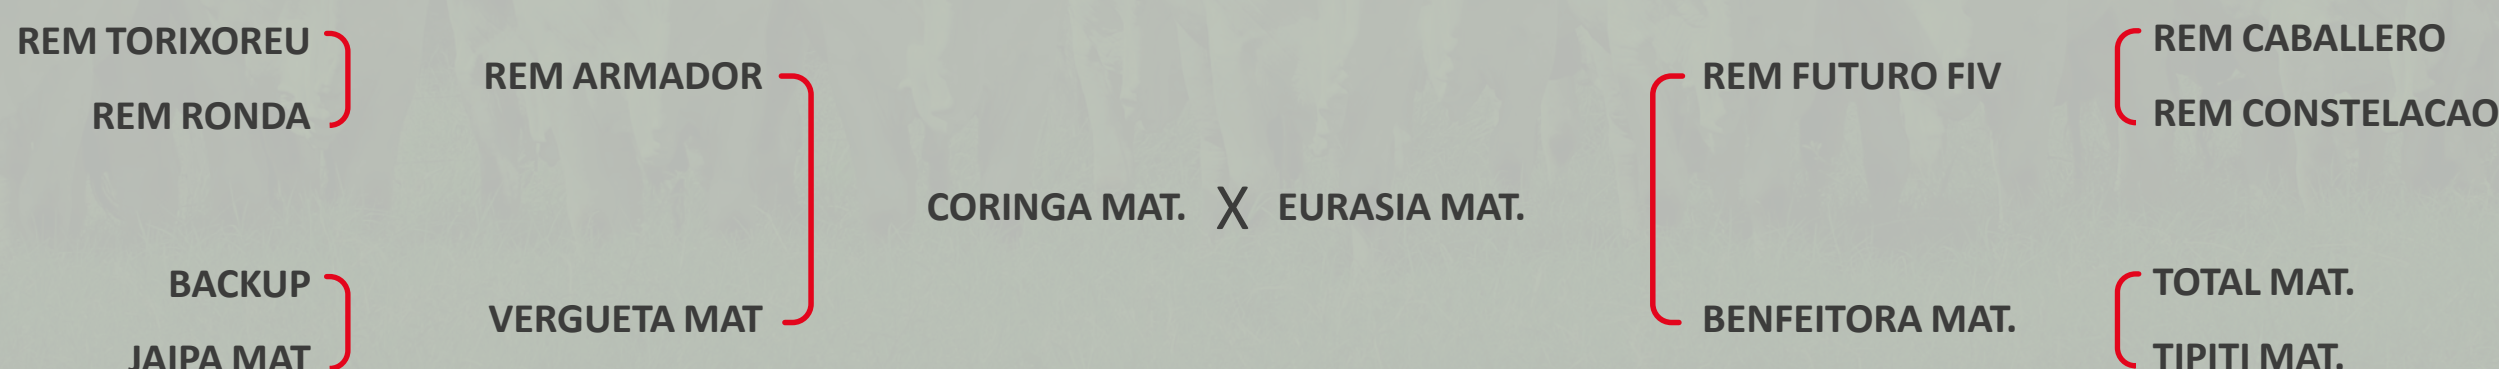 REM TORIXOREU
REM RONDA
REM ARMADOR
BACKUP
JAIPA MAT
VERGUETA MAT
CORINGA MAT. X EURASIA MAT.
REM FUTURO FIV
REM CABALLERO
REM CONSTELACAO
BENFEITORA MAT.
TOTAL MAT.
TIPITI MAT.